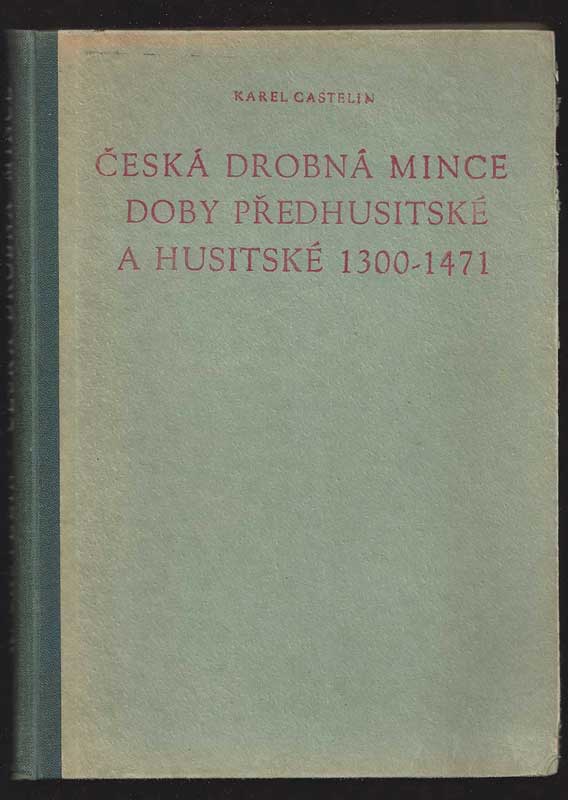 KAREL CASTELIN
ČESKÁ DROBNÁ MINCE
DOBY PŘEDHUSITSKÉ
A HUSITSKÉ 1300-1471